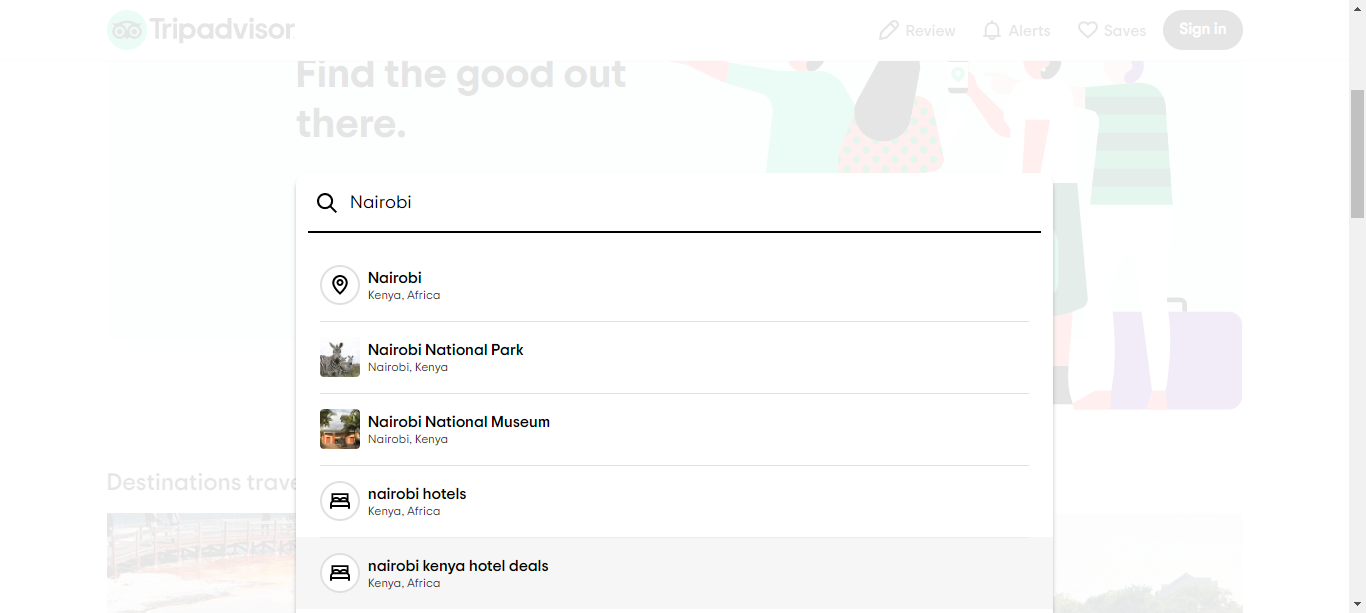 Tripadvisor
Review
Alerts
Saves
Sign in
Find the good out
there.
Nairobi
Nairobi
Kenya, Africa
Nairobi National Park
Nairobi, Kenya
Nairobi National Museum
Nairobi, Kenya
nairobi hotels
Kenya, Africa
nairobi kenya hotel deals
Kenya, Africa
Destinations trave